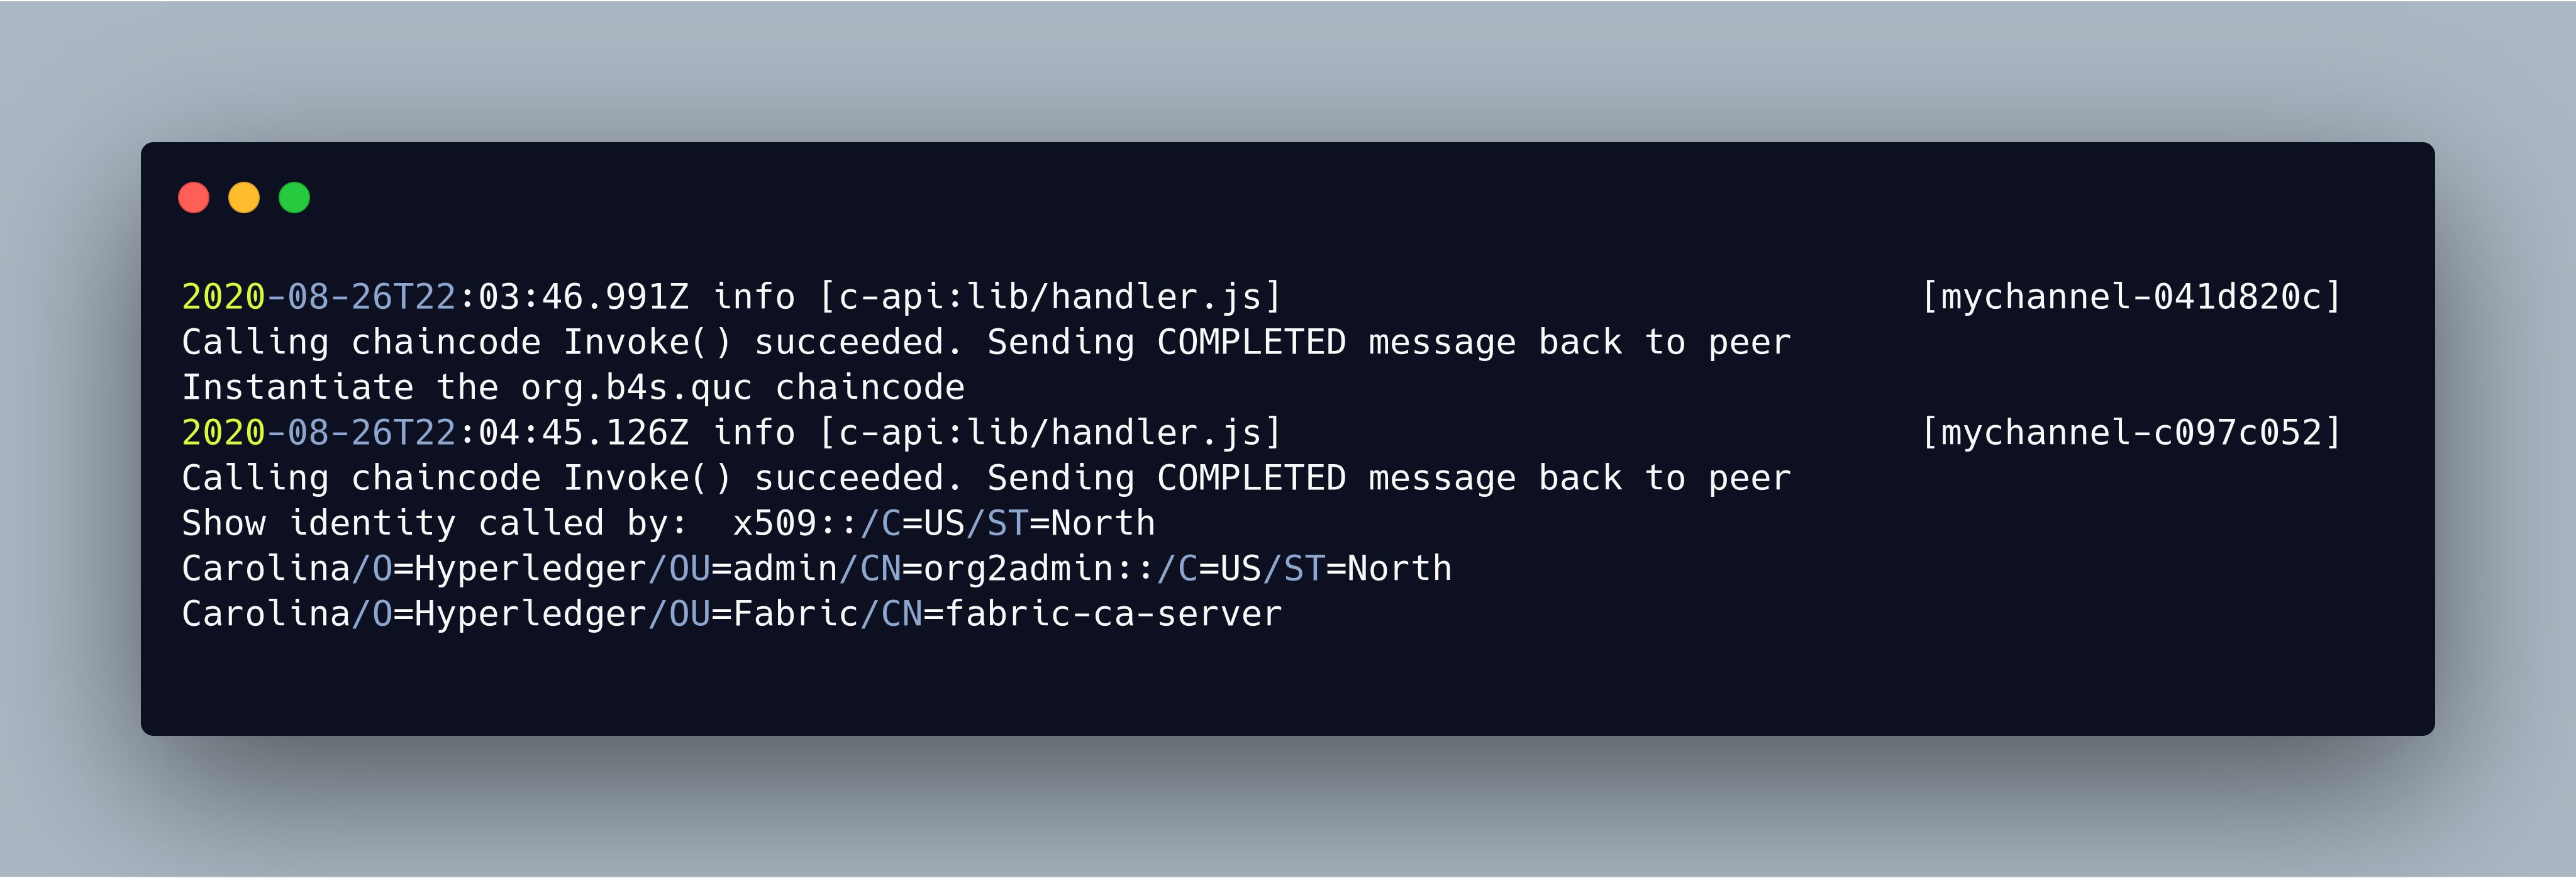 2020-08-26T22:03:46.991Z info [c-api:lib/handler.js] [mychannel-041d820c]
Calling chaincode Invoke() succeeded. Sending COMPLETED message back to peer
Instantiate the org.b4s.quc chaincode
2020-08-26T22:04:45.126Z info [c-api:lib/handler.js] [mychannel-c097c052]
Calling chaincode Invoke() succeeded. Sending COMPLETED message back to peer
Show identity called by:  x509::/C=US/ST=North
Carolina/O=Hyperledger/OU=admin/CN=org2admin::/C=US/ST=North
Carolina/O=Hyperledger/OU=Fabric/CN=fabric-ca-server